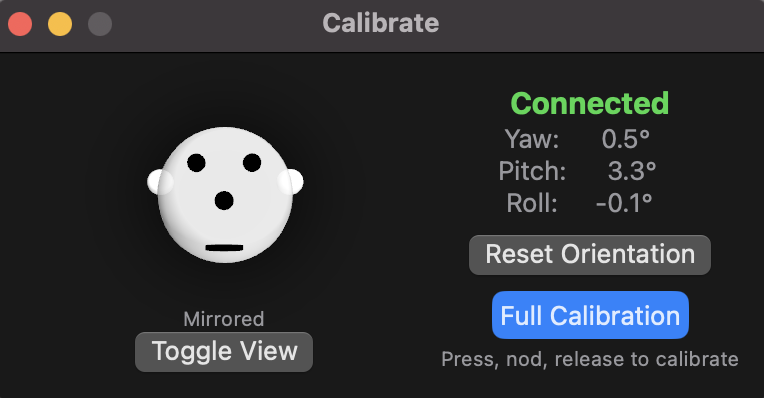 Calibrate
Connected
Yaw: 0.5°
Pitch: 3.3°
Roll: -0.1°
Reset Orientation
Full Calibration
Press, nod, release to calibrate
Mirrored
Toggle View